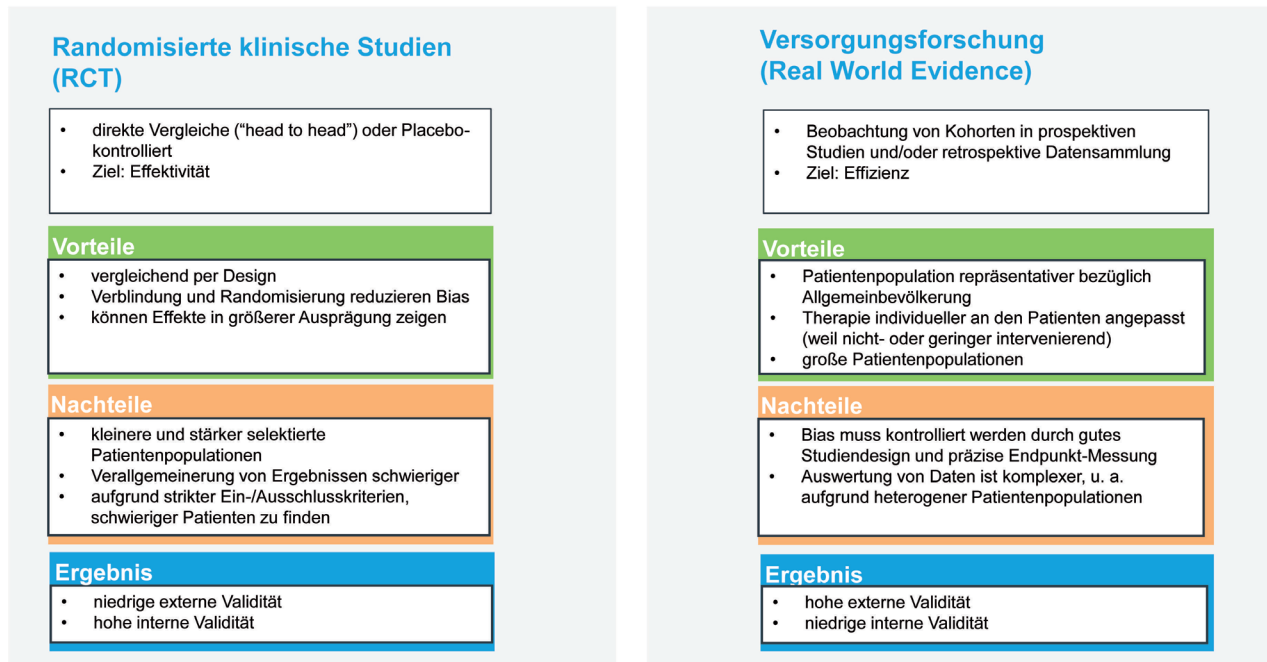 Randomisierte klinische Studien
(RCT)
• direkte Vergleiche (“head to head”) oder Placebo-
kontrolliert
• Ziel: Effektivität
Vorteile
• vergleichend per Design
• Verblindung und Randomisierung reduzieren Bias
• können Effekte in größerer Ausprägung zeigen
Nachteile
• kleinere und stärker selektierte
Patientenpopulationen
• Verallgemeinerung von Ergebnissen schwieriger
• aufgrund strikter Ein-/Ausschlusskriterien,
schwieriger Patienten zu finden
Ergebnis
• niedrige externe Validität
• hohe interne Validität
Versorgungsforschung
(Real World Evidence)
• Beobachtung von Kohorten in prospektiven
Studien und/oder retrospektive Datensammlung
• Ziel: Effizienz
Vorteile
• Patientenpopulation repräsentativer bezüglich
Allgemeinbevölkerung
• Therapie individueller an den Patienten angepasst
(weil nicht- oder geringer intervenierend)
• große Patientenpopulationen
Nachteile
• Bias muss kontrolliert werden durch gutes
Studiendesign und präzise Endpunkt-Messung
• Auswertung von Daten ist komplexer, u. a.
aufgrund heterogener Patientenpopulationen
Ergebnis
• hohe externe Validität
• niedrige interne Validität